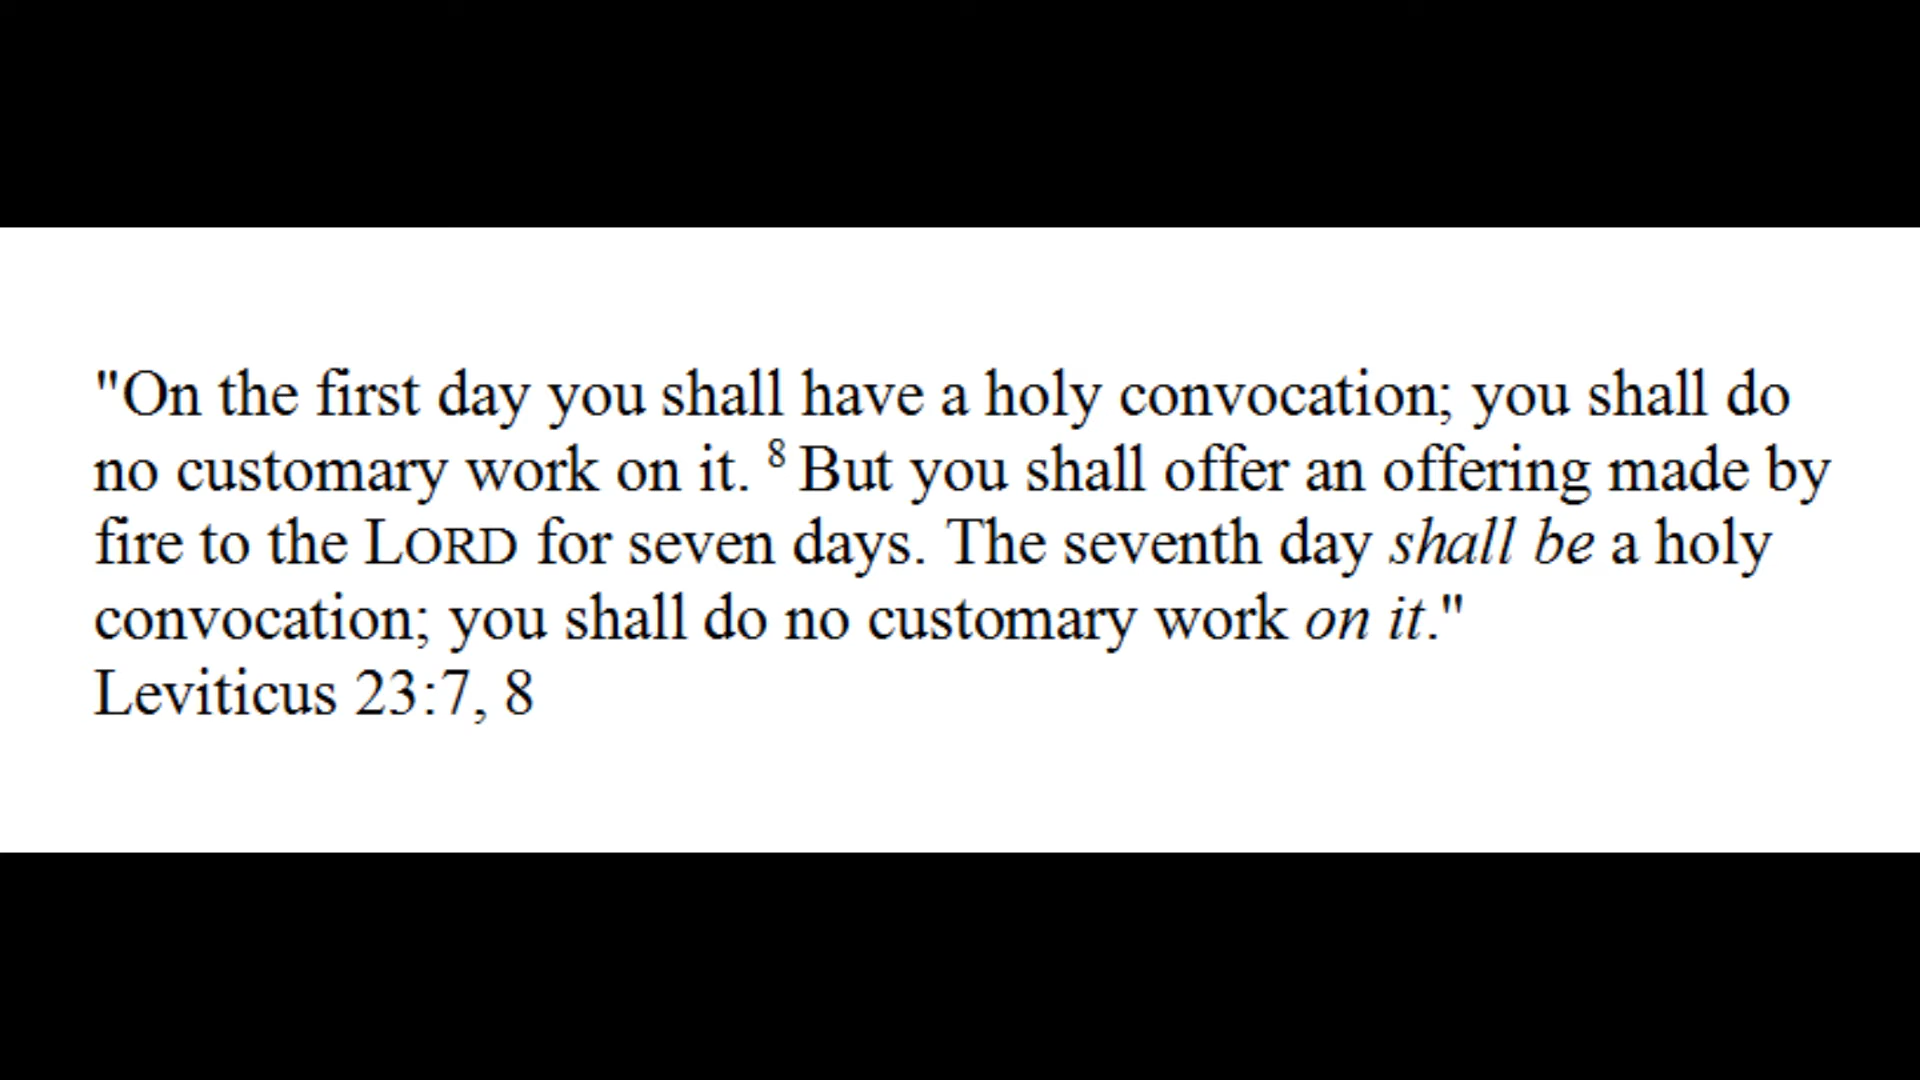 "On the first day you shall have a holy convocation; you shall do
no customary work on it. 8 But you shall offer an offering made by
fire to the LORD for seven days. The seventh day shall be a holy
convocation; you shall do no customary work on it."
Leviticus 23:7, 8